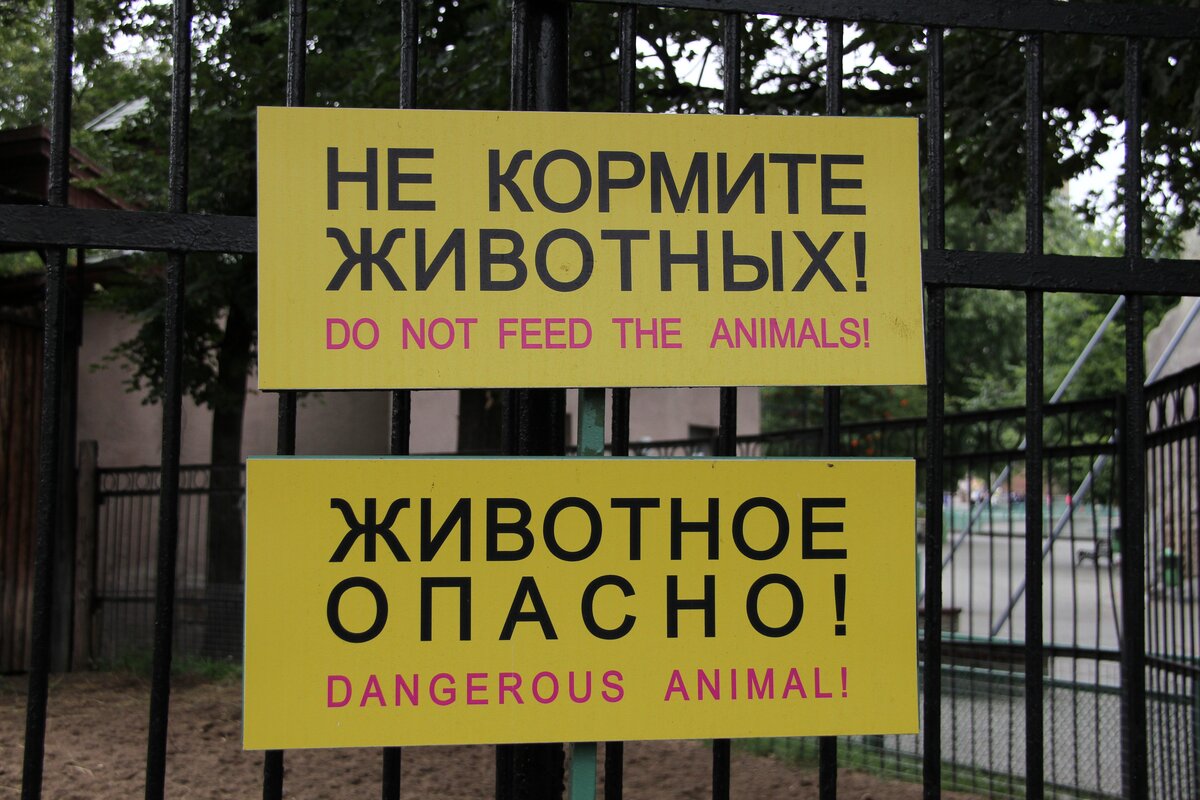 НЕ КОРМИТЕ
ЖИВОТНЫХ!
DO NOT FEED THE ANIMALS!
ЖИВОТНОЕ
ОПАСНО!
DANGEROUS ANIMAL!